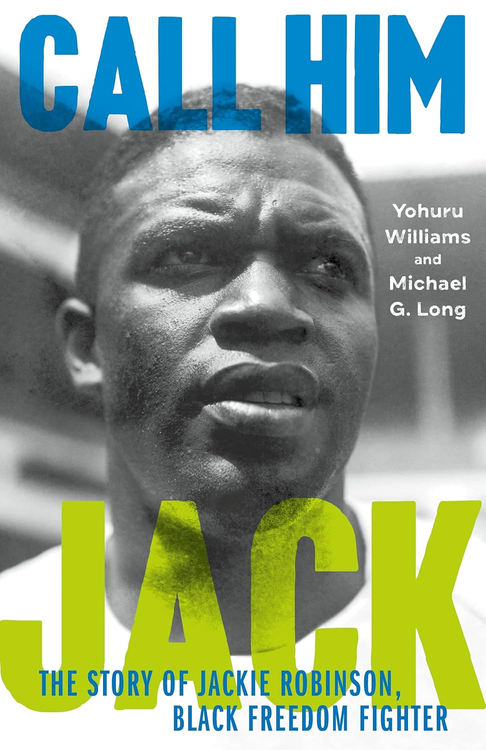 CALL HIM
Yohuru
Williams
and
Michael
G. Long
JACK
THE STORY OF JACKIE ROBINSON,
BLACK FREEDOM FIGHTER